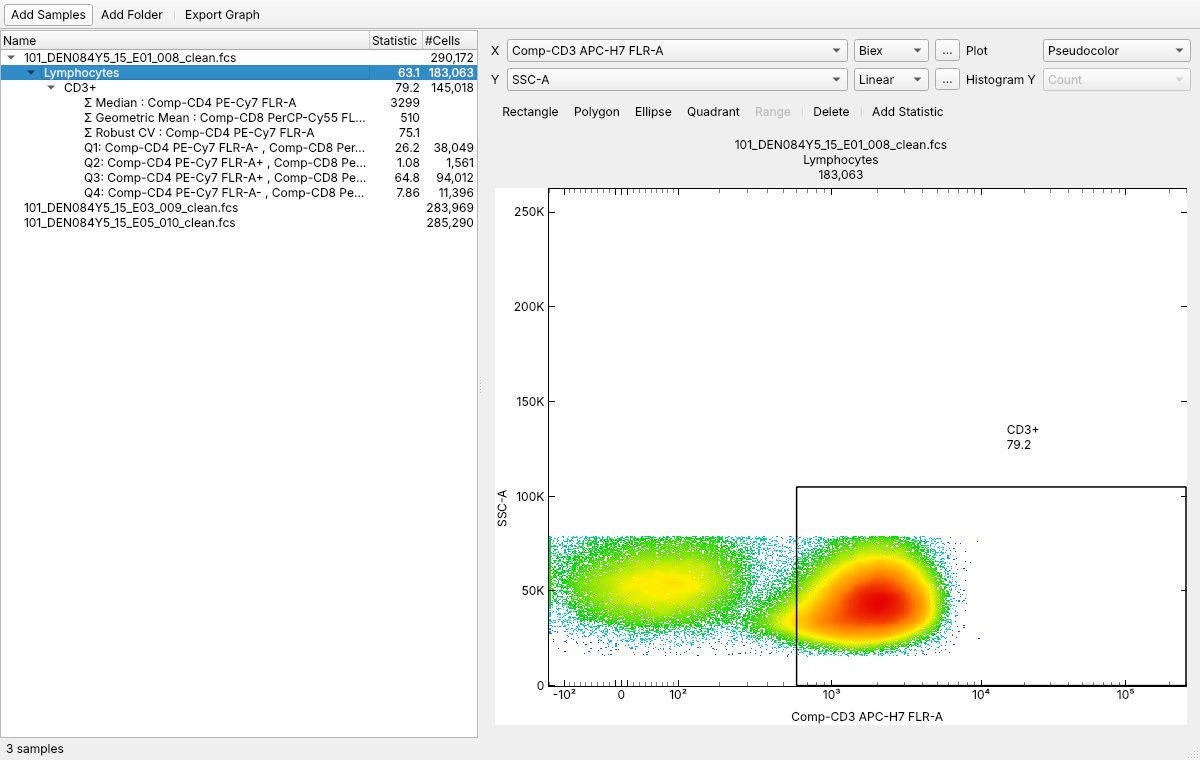 Add Samples Add Folder Export Graph
Name Statistic #Cells
101_DEN084Y5_15_E01_008_clean.fcs 290,172
Lymphocytes 63.1 183,063
CD3+ 79.2 145,018
Σ Median : Comp-CD4 PE-Cy7 FLR-A 3299
Σ Geometric Mean : Comp-CD8 PerCP-Cy55 FL... 510
Σ Robust CV : Comp-CD4 PE-Cy7 FLR-A 75.1
Q1: Comp-CD4 PE-Cy7 FLR-A- , Comp-CD8 Per... 26.2 38,049
Q2: Comp-CD4 PE-Cy7 FLR-A+ , Comp-CD8 Pe... 1.08 1,561
Q3: Comp-CD4 PE-Cy7 FLR-A+ , Comp-CD8 Pe... 64.8 94,012
Q4: Comp-CD4 PE-Cy7 FLR-A- , Comp-CD8 Pe... 7.86 11,396
101_DEN084Y5_15_E03_009_clean.fcs 283,969
101_DEN084Y5_15_E05_010_clean.fcs 285,290
3 samples
X Comp-CD3 APC-H7 FLR-A Biex ... Plot Pseudocolor
Y SSC-A Linear ... Histogram Y Count
Rectangle Polygon Ellipse Quadrant Range Delete Add Statistic
101_DEN084Y5_15_E01_008_clean.fcs
Lymphocytes
183,063
250K
200K
150K
CD3+
79.2
100K
SSC-A
50K
0
-10² 0 10² 10³ 10⁴ 10⁵
Comp-CD3 APC-H7 FLR-A